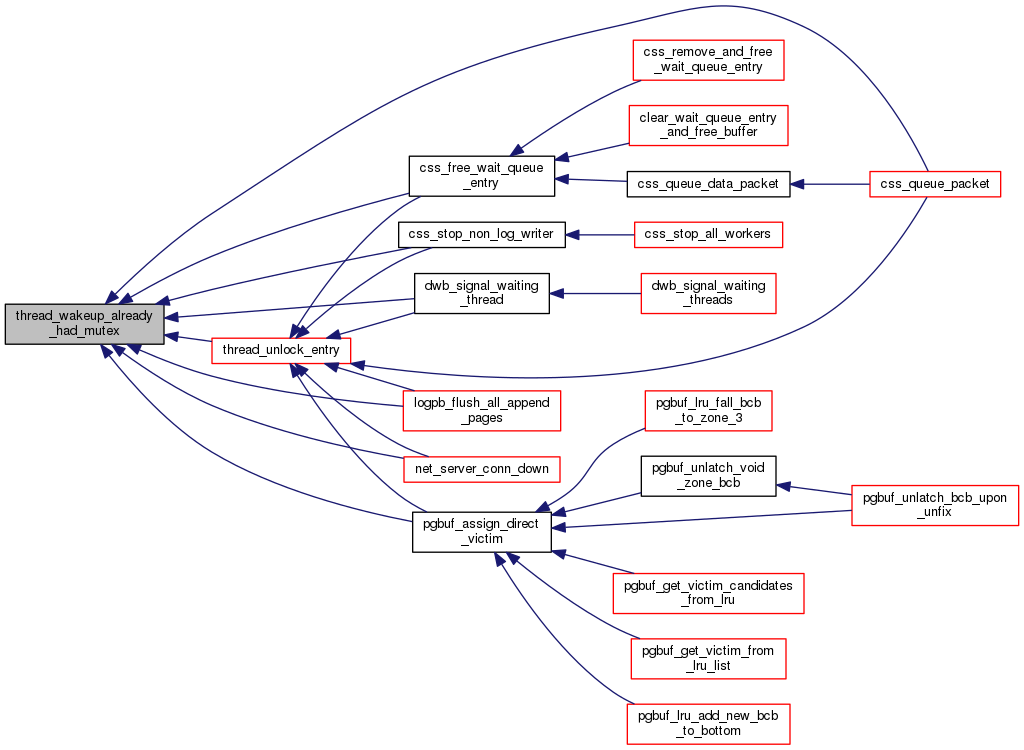 css_remove_and_free
_wait_queue_entry
clear_wait_queue_entry
_and_free_buffer
css_free_wait_queue
_entry
css_queue_data_packet
css_queue_packet
css_stop_non_log_writer
css_stop_all_workers
dwb_signal_waiting
_thread
dwb_signal_waiting
_threads
thread_wakeup_already
_had_mutex
thread_unlock_entry
logpb_flush_all_append
_pages
pgbuf_lru_fall_bcb
_to_zone_3
net_server_conn_down
pgbuf_unlatch_void
_zone_bcb
pgbuf_unlatch_bcb_upon
_unfix
pgbuf_assign_direct
_victim
pgbuf_get_victim_candidates
_from_lru
pgbuf_get_victim_from
_lru_list
pgbuf_lru_add_new_bcb
_to_bottom